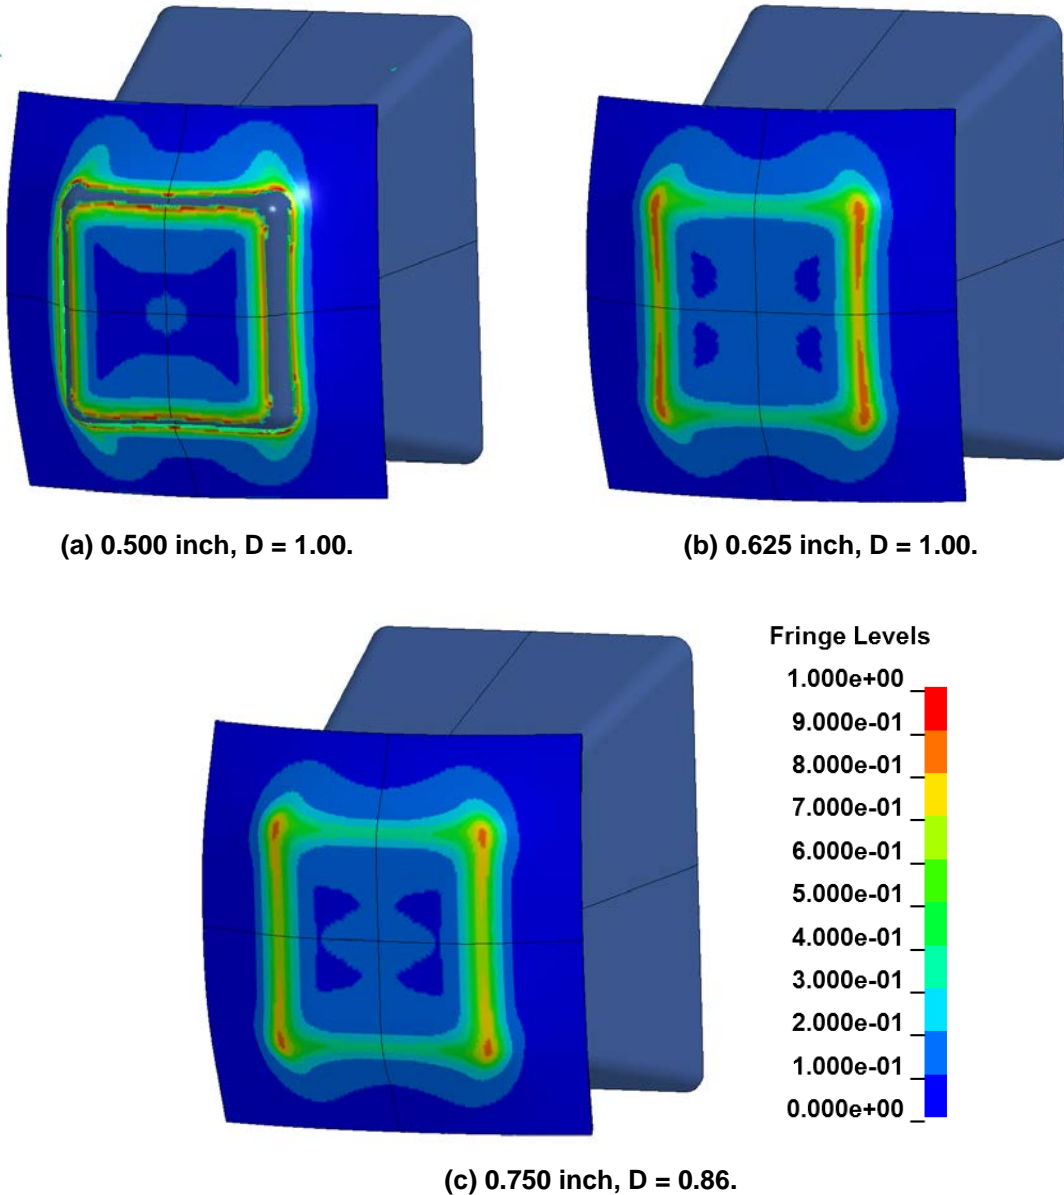 (a) 0.500 inch, D = 1.00.
(b) 0.625 inch, D = 1.00.
Fringe Levels
1.000e+00
9.000e-01
8.000e-01
7.000e-01
6.000e-01
5.000e-01
4.000e-01
3.000e-01
2.000e-01
1.000e-01
0.000e+00
(c) 0.750 inch, D = 0.86.